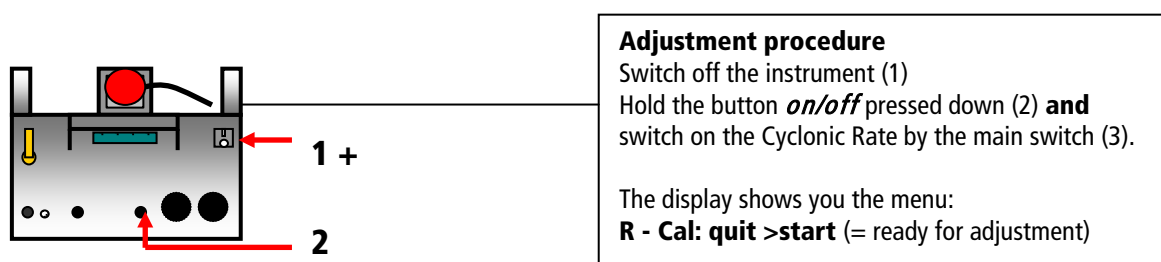 Adjustment procedure
Switch off the instrument (1)
Hold the button on/off pressed down (2) and
switch on the Cyclonic Rate by the main switch (3).
The display shows you the menu:
R - Cal: quit >start (= ready for adjustment)
1 +
2